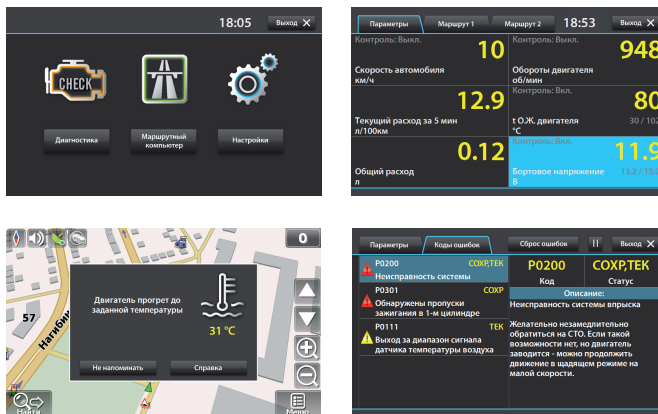 18:05
Выход
CHECK
Диагностика
Маршрутный компьютер
Настройки
Параметры
Маршрут 1
Маршрут 2
18:53
Выход
Контроль: Выкл.
10
Скорость автомобиля
км/ч
Контроль: Выкл.
948
Обороты двигателя
об/мин
12.9
Текущий расход за 5 мин
л/100км
Контроль: Вкл.
80
t О.Ж. двигателя
30 / 102
°C
0.12
Общий расход
л
Контроль: Вкл.
11.9
Бортовое напряжение
13.2 / 15.0
В
0
57
Нагибин
Двигатель прогрет до
заданной температуры
31 °C
Не напоминать
Справка
Найти
Меню
Параметры
Коды ошибок
Сброс ошибок
Выход
P0200
СОХР,ТЕК
Неисправность системы
P0301
СОХР
Обнаружены пропуски
зажигания в 1-м цилиндре
P0111
ТЕК
Выход за диапазон сигнала
датчика температуры воздуха
P0200
СОХР,ТЕК
Код
Статус
Описание:
Неисправность системы впрыска
Желательно незамедлительно
обратиться на СТО. Если такой
возможности нет, но двигатель
заводится - можно продолжить
движение в щадящем режиме на
малой скорости.